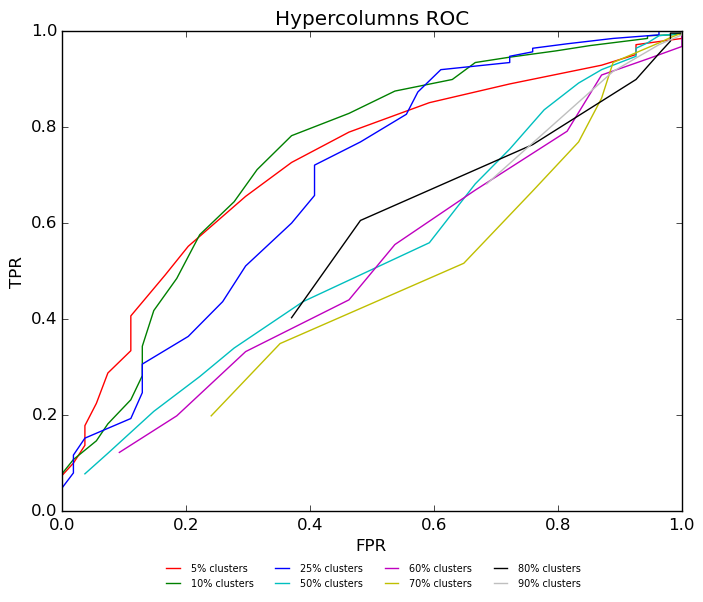 Hypercolumns ROC
1.0
0.8
0.6
0.4
0.2
0.0
TPR
0.0 0.2 0.4 0.6 0.8 1.0
FPR
5% clusters 25% clusters 60% clusters 80% clusters
10% clusters 50% clusters 70% clusters 90% clusters